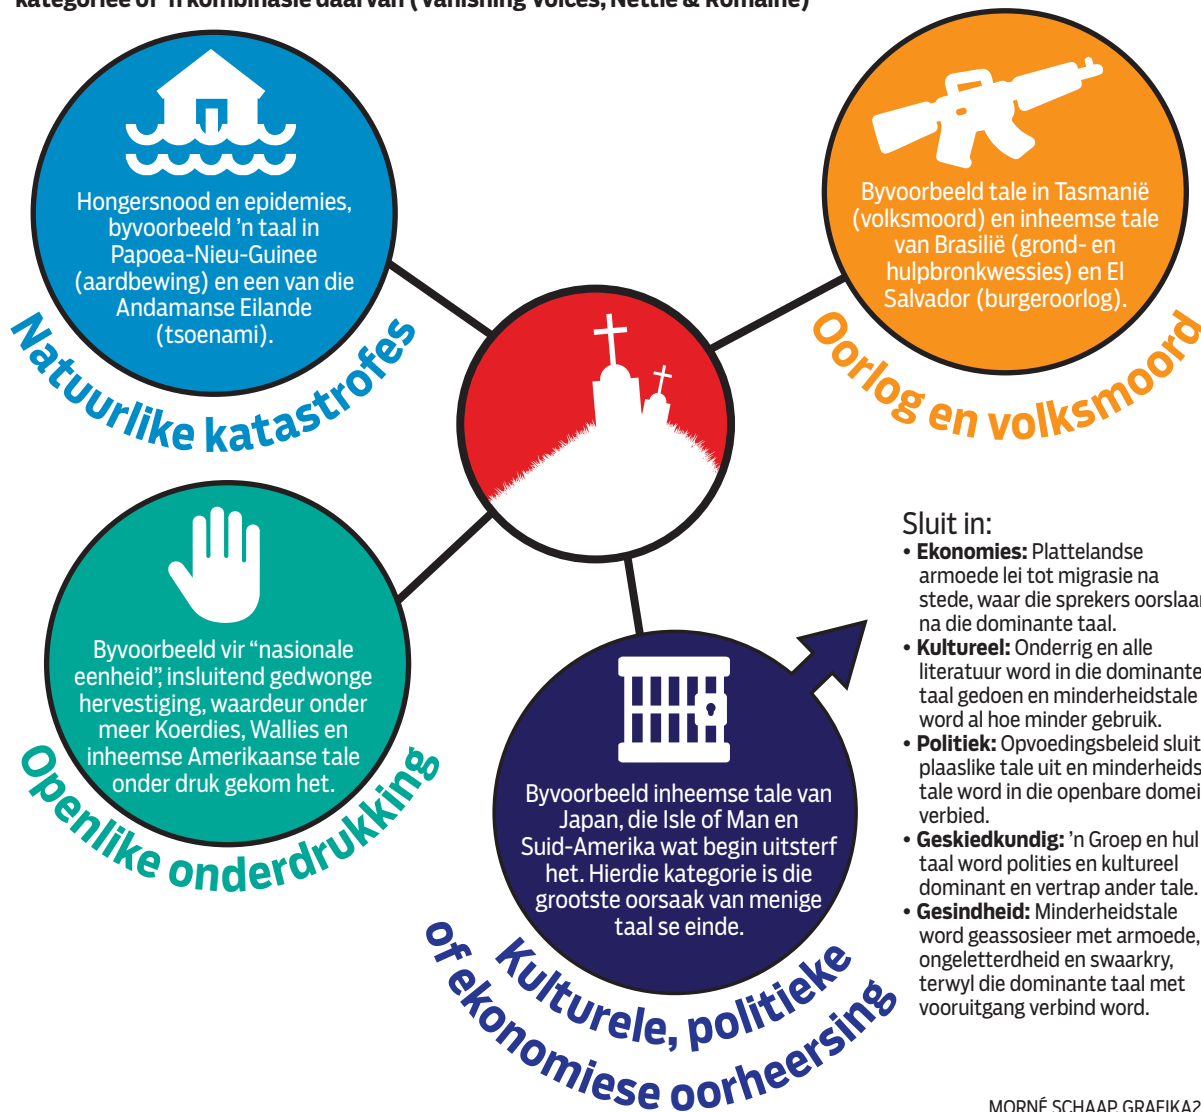 kategorieë of 'n kombinasie daarvan (Vanishing Voices, Nettle & Romaine)
Hongersnood en epidemies,
byvoorbeeld 'n taal in
Papoea-Nieu-Guinee
(aardbewing) en een van die
Andamanse Eilande
(tsoenami).
Natuurlike katastrofes
Byvoorbeeld tale in Tasmanië
(volksmoord) en inheemse tale
van Brasilië (grond- en
hulpbronkwessies) en El
Salvador (burgeroorlog).
Oorlog en volksmoord
Byvoorbeeld vir “nasionale
eenheid”, insluitend gedwonge
hervestiging, waardeur onder
meer Koerdies, Wallies en
inheemse Amerikaanse tale
onder druk gekom het.
Openlike onderdrukking
Byvoorbeeld inheemse tale van
Japan, die Isle of Man en
Suid-Amerika wat begin uitsterf
het. Hierdie kategorie is die
grootste oorsaak van menige
taal se einde.
Kulturele, politieke
of ekonomiese oorheersing
Sluit in:
• Ekonomies: Plattelandse
armoede lei tot migrasie na
stede, waar die sprekers oorslaan
na die dominante taal.
• Kultureel: Onderrig en alle
literatuur word in die dominante
taal gedoen en minderheidstale
word al hoe minder gebruik.
• Politiek: Opvoedingsbeleid sluit
plaaslike tale uit en minderheids
tale word in die openbare
verbied.
• Geskiedkundig: 'n Groep en hul
taal word polities en kultureel
dominant en vertrap ander tale.
• Gesindheid: Minderheidstale
word geassosieer met armoede,
ongeletterdheid en swaarkry,
terwyl die dominante taal met
vooruitgang verbind word.
MORNÉ SCHAAP, GRAFIKA2